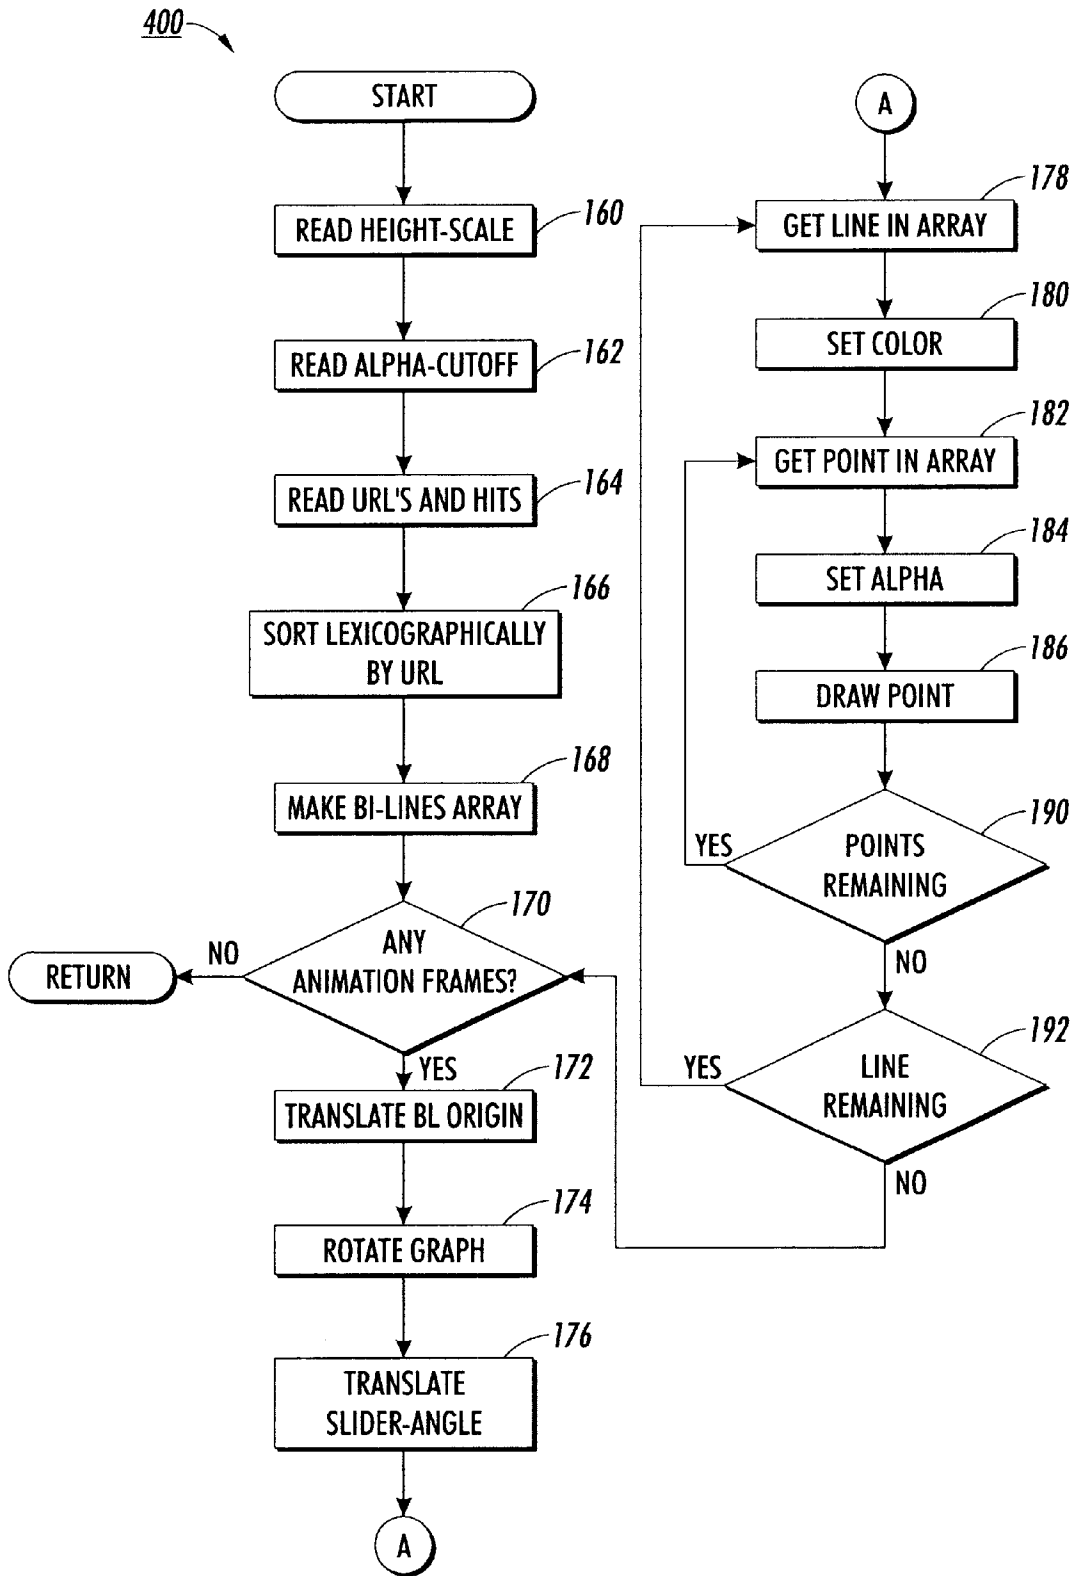 400
START
READ HEIGHT-SCALE
160
READ ALPHA-CUTOFF
162
READ URL'S AND HITS
164
166
SORT LEXICOGRAPHICALLY
BY URL
168
MAKE BI-LINES ARRAY
170
ANY
ANIMATION FRAMES?
NO
RETURN
YES
172
TRANSLATE BL ORIGIN
174
ROTATE GRAPH
176
TRANSLATE
SLIDER-ANGLE
A
A
178
GET LINE IN ARRAY
180
SET COLOR
182
GET POINT IN ARRAY
184
SET ALPHA
186
DRAW POINT
190
YES
POINTS
REMAINING
NO
192
YES
LINE
REMAINING
NO